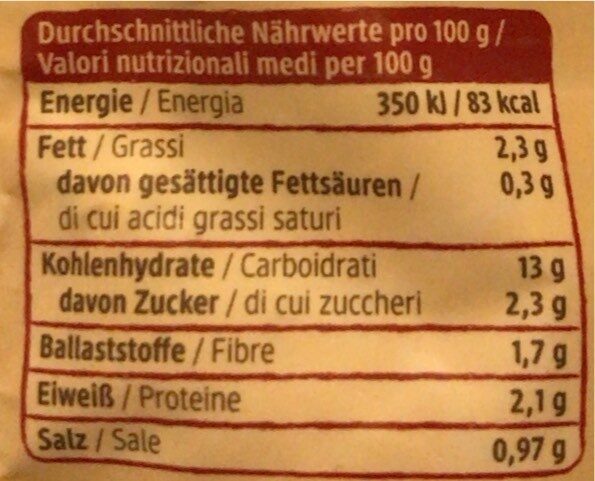 Durchschnittliche Nährwerte pro 100 g /
Valori nutrizionali medi per 100 g
Energie / Energia 350 kJ / 83 kcal
Fett / Grassi 2,3 g
davon gesättigte Fettsäuren / 0,3 g
di cui acidi grassi saturi
Kohlenhydrate / Carboidrati 13 g
davon Zucker / di cui zuccheri 2,3 g
Ballaststoffe / Fibre 1,7 g
Eiweiß / Proteine 2,1 g
Salz / Sale 0,97 g